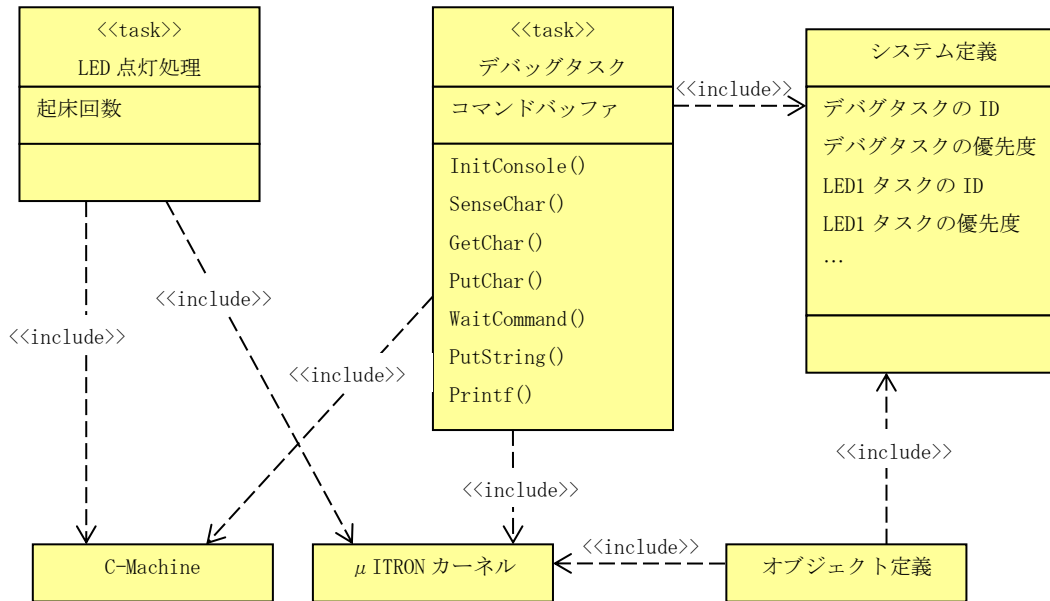 <<task>>
LED 点灯処理
起床回数
<<task>>
デバッグタスク
コマンドバッファ
InitConsole()
SenseChar()
GetChar()
PutChar()
WaitCommand()
PutString()
Printf()
<<include>>
システム定義
デバグタスクの ID
デバグタスクの優先度
LED1 タスクの ID
LED1 タスクの優先度
…
<<include>>
<<include>>
<<include>>
<<include>>
<<include>>
<<include>>
C-Machine
μITRON カーネル
オブジェクト定義